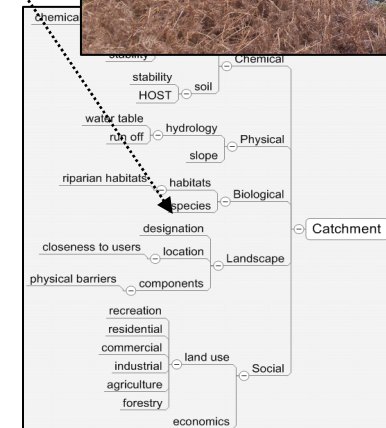 chemica
stability
Chemical
stability
soil
HOST
water table
hydrology
run off
Physical
slope
riparian habitats
habitats
Biological
species
designation
Catchment
closeness to users
location
Landscape
physical barriers
components
recreation
residential
commercial
land use
industrial
Social
agriculture
forestry
economics